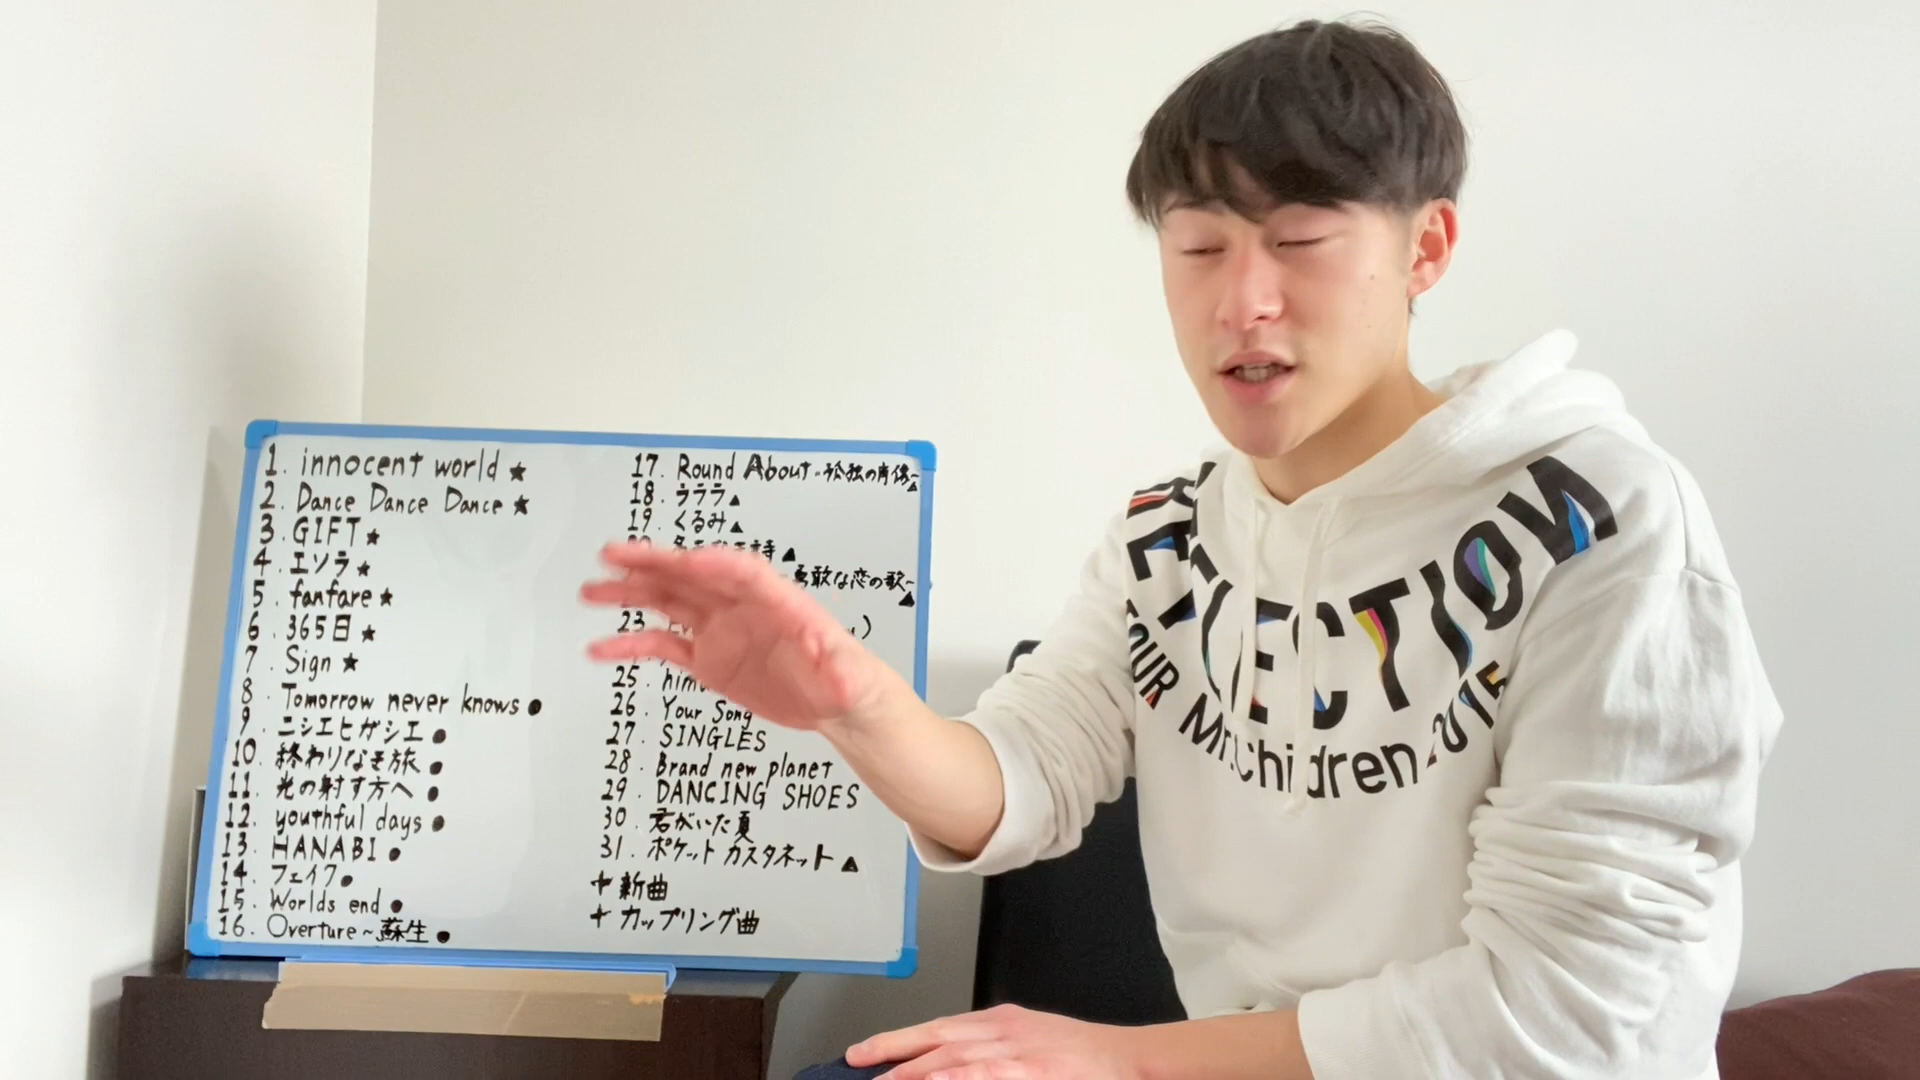 1. innocent world ★
2. Dance Dance Dance ★
3. GIFT ★
4. エソラ ★
5. fanfare ★
6. 365日 ★
7. Sign ★
8. Tomorrow never knows ●
9. ニシエヒガシエ ●
10. 終わりなき旅 ●
11. 光の射す方へ ●
12. youthful days ●
13. HANABI ●
14. フェイク ●
15. Worlds end ●
16. Overture~蘇生 ●
17. Round About-孤独の肖像~ ▲
18. ううう ▲
19. くるみ ▲
詩 ▲
勇敢な恋の歌~ ▲
23.
25.
26. Your Song
27. SINGLES
28. Brand new planet
29. DANCING SHOES
30. 君がいた夏
31. ポケット カスタネット ▲
+ 新曲
+ カップリング曲
REFLECTION
TOUR Mr.Children 2015